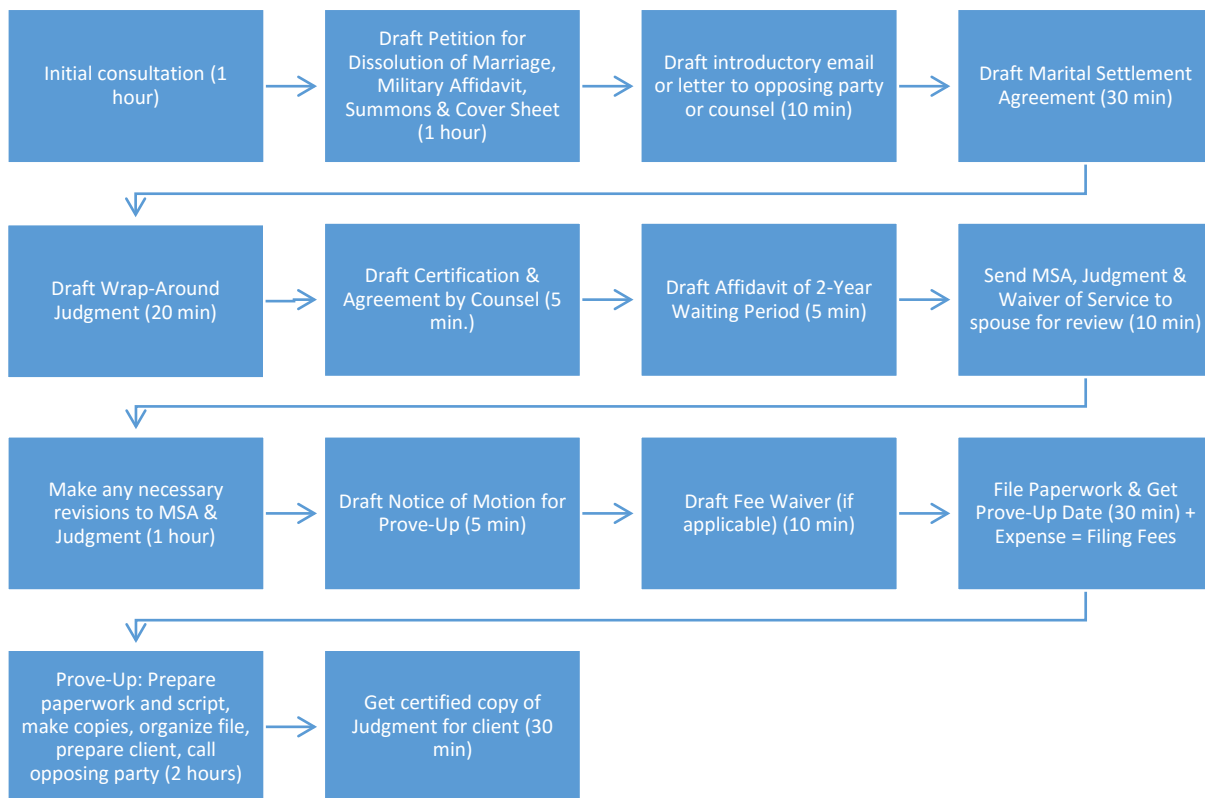 Initial consultation (1
hour)
Draft Petition for
Dissolution of Marriage,
Military Affidavit,
Summons & Cover Sheet
(1 hour)
Draft introductory email
or letter to opposing party
or counsel (10 min)
Draft Marital Settlement
Agreement (30 min)
Draft Wrap-Around
Judgment (20 min)
Draft Certification &
Agreement by Counsel (5
min.)
Draft Affidavit of 2-Year
Waiting Period (5 min)
Send MSA, Judgment &
Waiver of Service to
spouse for review (10 min)
Make any necessary
revisions to MSA &
Judgment (1 hour)
Draft Notice of Motion for
Prove-Up (5 min)
Draft Fee Waiver (if
applicable) (10 min)
File Paperwork & Get
Prove-Up Date (30 min) +
Expense = Filing Fees
Prove-Up: Prepare
paperwork and script,
make copies, organize file,
prepare client, call
opposing party (2 hours)
Get certified copy of
Judgment for client (30
min)